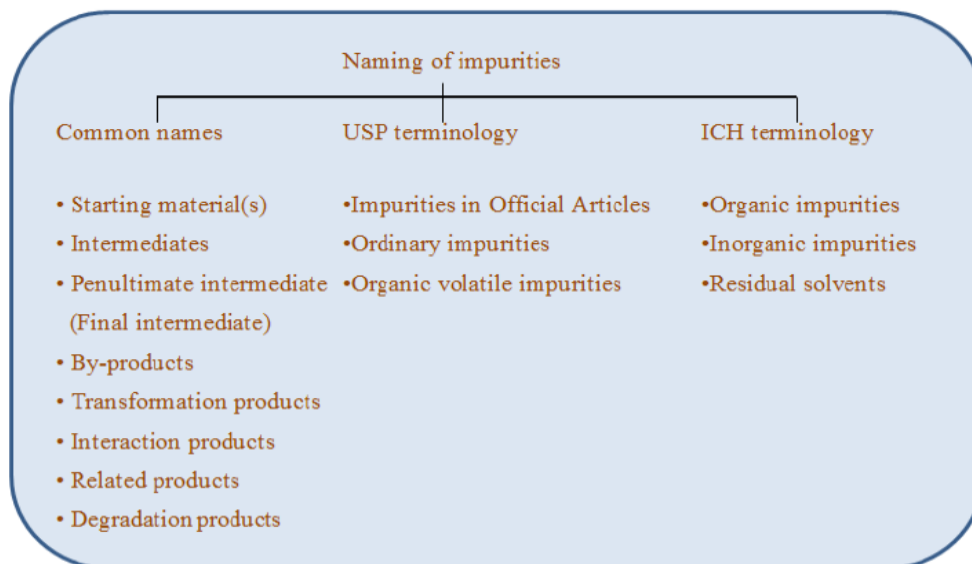 Naming of impurities
Common names
• Starting material(s)
• Intermediates
• Penultimate intermediate
(Final intermediate)
• By-products
• Transformation products
• Interaction products
• Related products
• Degradation products
USP terminology
•Impurities in Official Articles
•Ordinary impurities
•Organic volatile impurities
ICH terminology
•Organic impurities
•Inorganic impurities
•Residual solvents